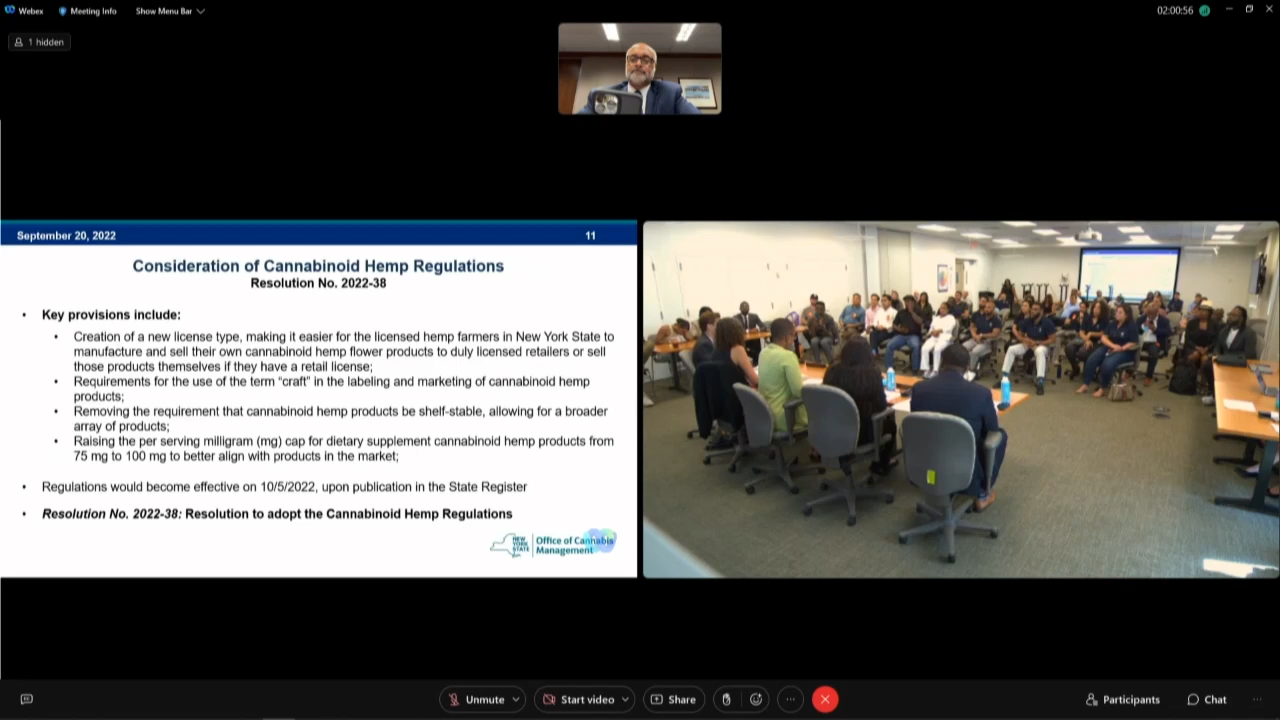 Webex
Meeting Info
Show Menu Bar
02:00:56
1 hidden
September 20, 2022
11
Consideration of Cannabinoid Hemp Regulations
Resolution No. 2022-38
• Key provisions include:
• Creation of a new license type, making it easier for the licensed hemp farmers in New York State to
manufacture and sell their own cannabinoid hemp flower products to duly licensed retailers or sell
those products themselves if they have a retail license;
• Requirements for the use of the term “craft” in the labeling and marketing of cannabinoid hemp
products;
• Removing the requirement that cannabinoid hemp products be shelf-stable, allowing for a broader
array of products;
• Raising the per serving milligram (mg) cap for dietary supplement cannabinoid hemp products from
75 mg to 100 mg to better align with products in the market;
• Regulations would become effective on 10/5/2022, upon publication in the State Register
• Resolution No. 2022-38: Resolution to adopt the Cannabinoid Hemp Regulations
NEW
YORK
STATE
Office of Cannabis
Management
Unmute
Start video
Share
Participants
Chat